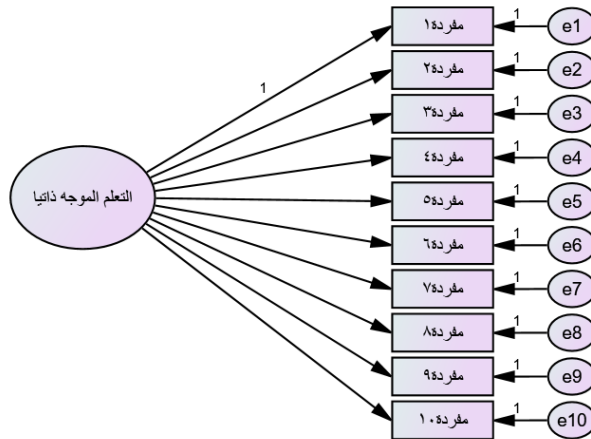 مفردة١ 1 e1
مفردة٢ 1 e2
1
مفردة٣ 1 e3
مفردة٤ 1 e4
التعلم الموجه ذاتيا
مفردة٥ 1 e5
مفردة٦ 1 e6
مفردة٧ 1 e7
مفردة٨ 1 e8
مفردة٩ 1 e9
مفردة١٠ 1 e10